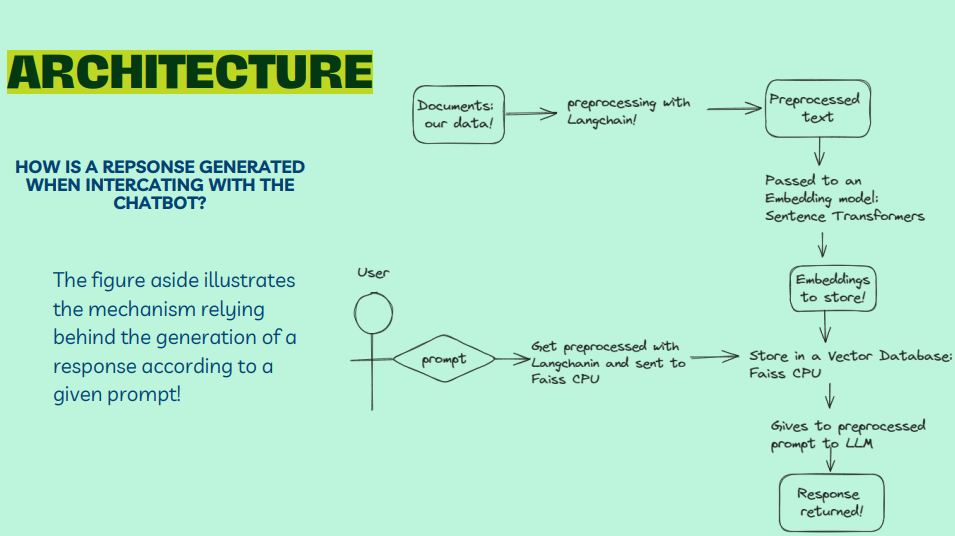 ARCHITECTURE
HOW IS A REPSONSE GENERATED
WHEN INTERCATING WITH THE
CHATBOT?
The figure aside illustrates
the mechanism relying
behind the generation of a
response according to a
given prompt!
Documents:
our data!
preprocessing with
Langchain!
Preprocessed
text
Passed to an
Embedding model:
Sentence Transformers
Embeddings
to store!
User
prompt
Get preprocessed with
Langchanin and sent to
Faiss CPU
Store in a Vector Database:
Faiss CPU
Gives to preprocessed
prompt to LLM
Response
returned!